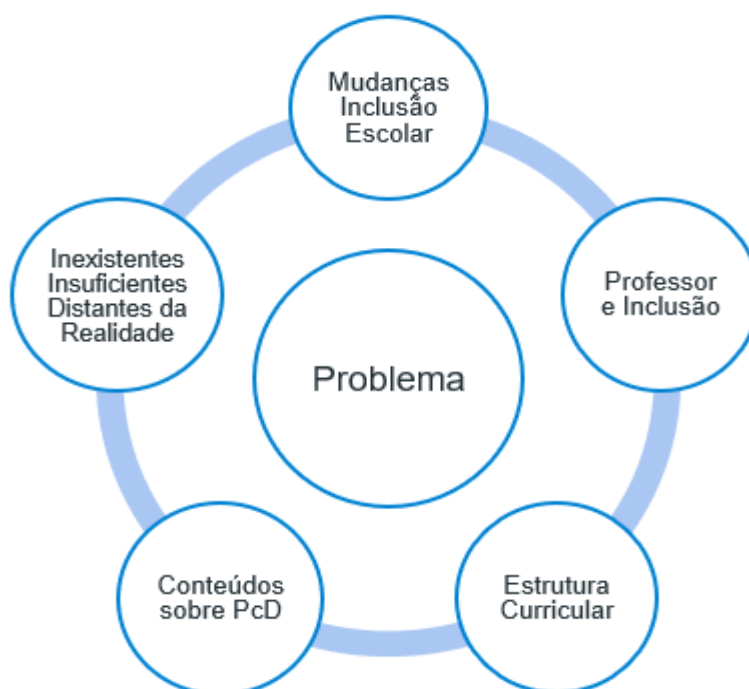 Mudanças
Inclusão
Escolar
Professor
e Inclusão
Estrutura
Curricular
Conteúdos
sobre PcD
Inexistentes
Insuficientes
Distantes da
Realidade
Problema